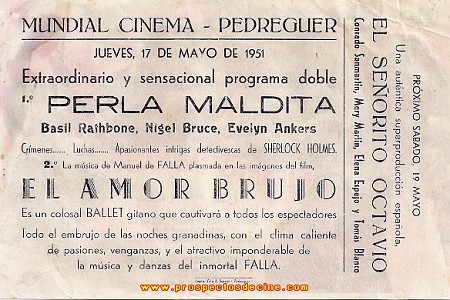 MUNDIAL CINEMA - PEDREGUER
JUEVES, 17 DE MAYO DE 1951
Extraordinario y sensacional programa doble
1.º PERLA MALDITA
Basil Rathbone, Nigel Bruce, Evelyn Ankers
Crímenes...... Luchas...... Apasionantes intrigas detectivescas de SHERLOCK HOLMES.
2.º La música de Manuel de FALLA plasmada en las imágenes del film,
EL AMOR BRUJO
Es un colosal BALLET gitano que cautivará a todos los espectadores
Todo el embrujo de las noches granadinas, con el clima caliente
de pasiones, venganzas, y el atractivo imponderable de
la música y danzas del inmortal FALLA.
PRÓXIMO SABADO, 19 MAYO
Una auténtica superproducción española,
EL SEÑORITO OCTAVIO
Conrado Sanmartín, Mery Martin, Elena Espejo y Tomás Blanco
www.prospectosdecine.com